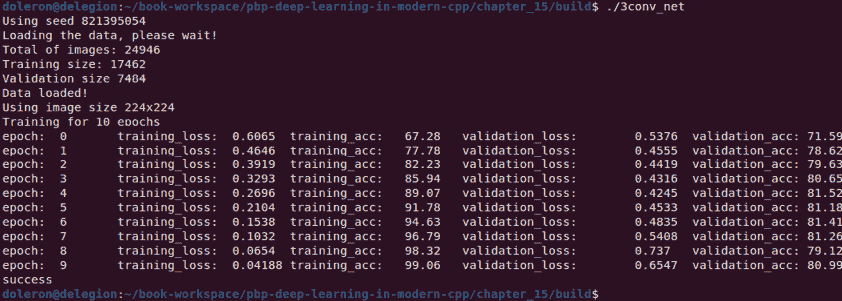 doleron@delegion:~/book-workspace/pbp-deep-learning-in-modern-cpp/chapter_15/build$ ./3conv_net
Using seed 821395054
Loading the data, please wait!
Total of images: 24946
Training size: 17462
Validation size 7484
Data loaded!
Using image size 224x224
Training for 10 epochs
epoch: 0 training_loss: 0.6065 training_acc: 67.28 validation_loss: 0.5376 validation_acc: 71.59
epoch: 1 training_loss: 0.4646 training_acc: 77.78 validation_loss: 0.4555 validation_acc: 78.62
epoch: 2 training_loss: 0.3919 training_acc: 82.23 validation_loss: 0.4419 validation_acc: 79.63
epoch: 3 training_loss: 0.3293 training_acc: 85.94 validation_loss: 0.4316 validation_acc: 80.65
epoch: 4 training_loss: 0.2696 training_acc: 89.07 validation_loss: 0.4245 validation_acc: 81.52
epoch: 5 training_loss: 0.2104 training_acc: 91.78 validation_loss: 0.4533 validation_acc: 81.18
epoch: 6 training_loss: 0.1538 training_acc: 94.63 validation_loss: 0.4835 validation_acc: 81.41
epoch: 7 training_loss: 0.1032 training_acc: 96.79 validation_loss: 0.5408 validation_acc: 81.26
epoch: 8 training_loss: 0.0654 training_acc: 98.32 validation_loss: 0.737 validation_acc: 79.12
epoch: 9 training_loss: 0.04188 training_acc: 99.06 validation_loss: 0.6547 validation_acc: 80.99
success
doleron@delegion:~/book-workspace/pbp-deep-learning-in-modern-cpp/chapter_15/build$